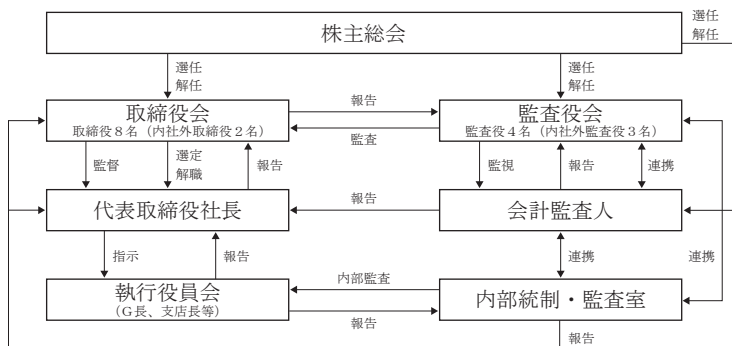 株主総会
選任
解任
選任
解任
選任
解任
取締役会
取締役8名（内社外取締役2名）
報告
監査
監査役会
監査役4名（内社外監査役3名）
監督
選定
解職
報告
監視
報告
連携
代表取締役社長
報告
会計監査人
指示
報告
連携
連携
執行役員会
（G長、支店長等）
内部監査
報告
内部統制・監査室
報告